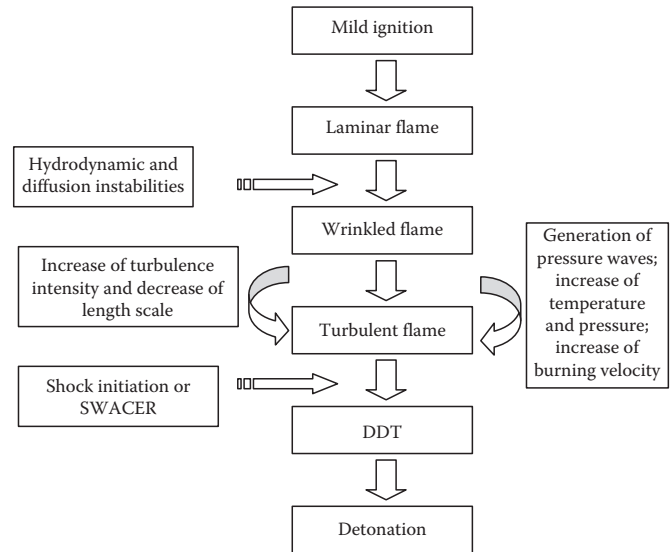 Mild ignition
Laminar flame
Hydrodynamic and
diffusion instabilities
Wrinkled flame
Increase of turbulence
intensity and decrease of
length scale
Generation of
pressure waves;
increase of
temperature
and pressure;
increase of
burning velocity
Turbulent flame
Shock initiation or
SWACER
DDT
Detonation